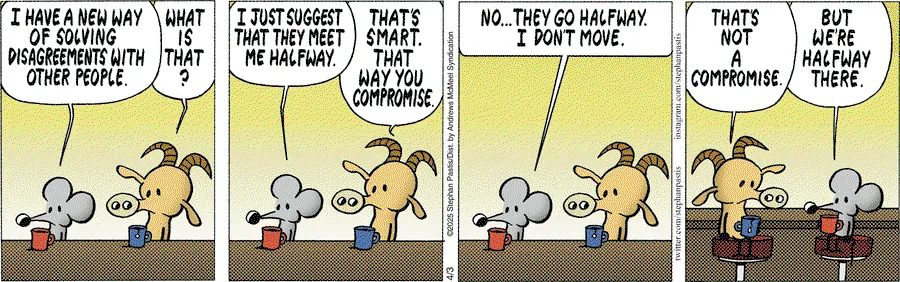 I HAVE A NEW WAY
OF SOLVING
DISAGREEMENTS WITH
OTHER PEOPLE.
WHAT
IS
THAT
?
I JUST SUGGEST
THAT THEY MEET
ME HALFWAY.
THAT'S
SMART.
THAT
WAY YOU
COMPROMISE.
4/3 ©2025 Stephan Pastis/Dist. by Andrews McMeel Syndication
NO...THEY GO HALFWAY.
I DON'T MOVE.
twitter.com/stephanpastis instagram.com/stephanpastis
THAT'S
NOT
A
COMPROMISE.
BUT
WE'RE
HALFWAY
THERE.